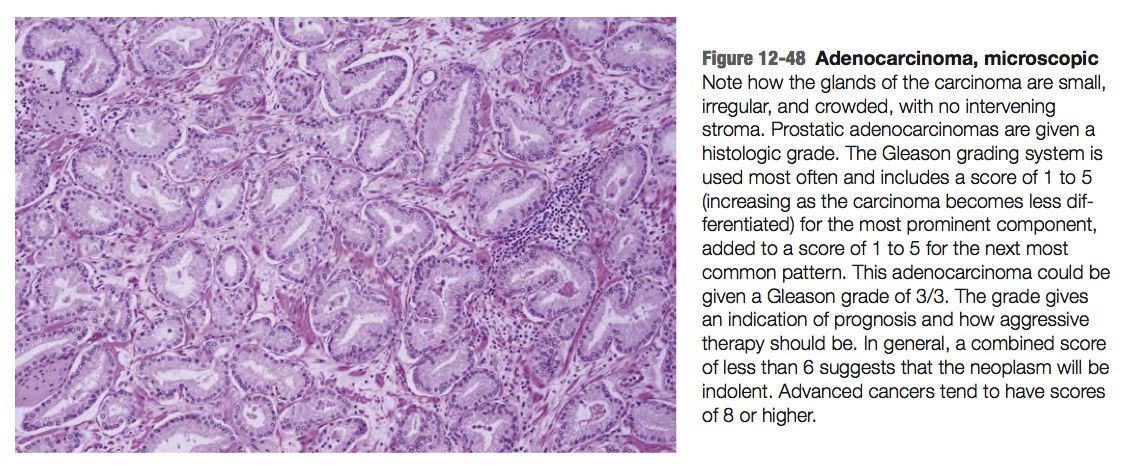 Figure 12-48 Adenocarcinoma, microscopic
Note how the glands of the carcinoma are small,
irregular, and crowded, with no intervening
stroma. Prostatic adenocarcinomas are given a
histologic grade. The Gleason grading system is
used most often and includes a score of 1 to 5
(increasing as the carcinoma becomes less dif-
ferentiated) for the most prominent component,
added to a score of 1 to 5 for the next most
common pattern. This adenocarcinoma could be
given a Gleason grade of 3/3. The grade gives
an indication of prognosis and how aggressive
therapy should be. In general, a combined score
of less than 6 suggests that the neoplasm will be
indolent. Advanced cancers tend to have scores
of 8 or higher.